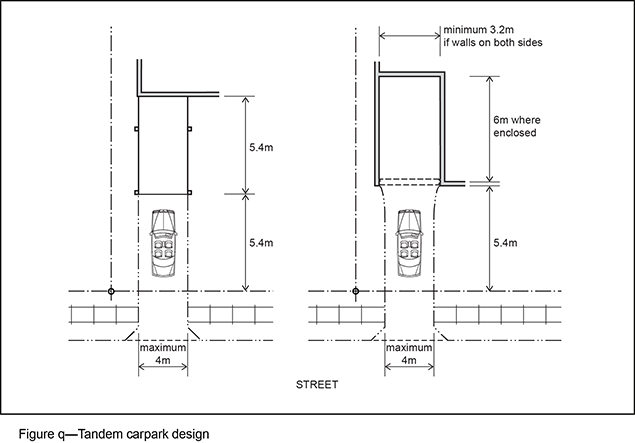 minimum 3.2m
if walls on both sides
5.4m
6m where
enclosed
5.4m
5.4m
maximum
4m
maximum
4m
STREET
Figure q—Tandem carpark design